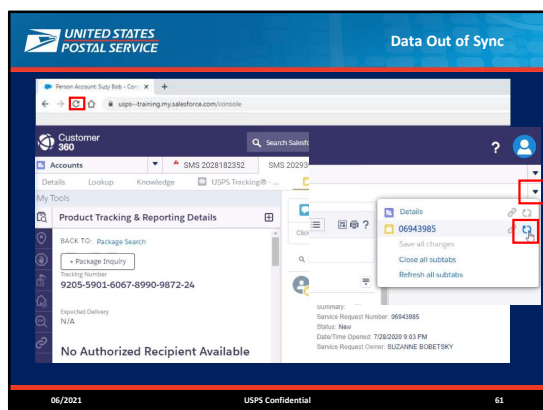 UNITED STATES
POSTAL SERVICE
Data Out of Sync
Person Account: Suzy Bob - Con
usps--training.my.salesforce.com/console
Customer
360
Search Salesfo
?
Accounts
SMS 2028182352
SMS 20293
Details Lookup Knowledge USPS Tracking® - ...
My Tools
Product Tracking & Reporting Details
BACK TO: Package Search
+ Package Inquiry
Tracking Number
9205-5901-6067-8990-9872-24
Expected Delivery
N/A
No Authorized Recipient Available
Click
?
Details
06943985
Save all changes
Close all subtabs
Refresh all subtabs
Summary:
Service Request Number: 06943985
Status: New
Date/Time Opened: 7/28/2020 9:03 PM
Service Request Owner: SUZANNE BOBETSKY
06/2021
USPS Confidential
61